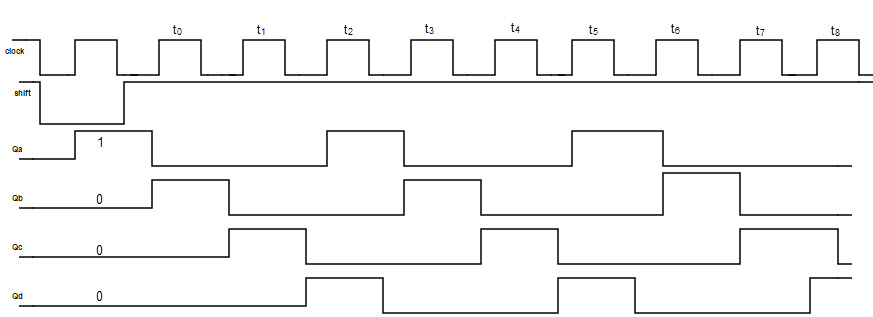 t0 t1 t2 t3 t4 t5 t6 t7 t8
clock
shift
Qa 1
Qb 0
Qc 0
Qd 0